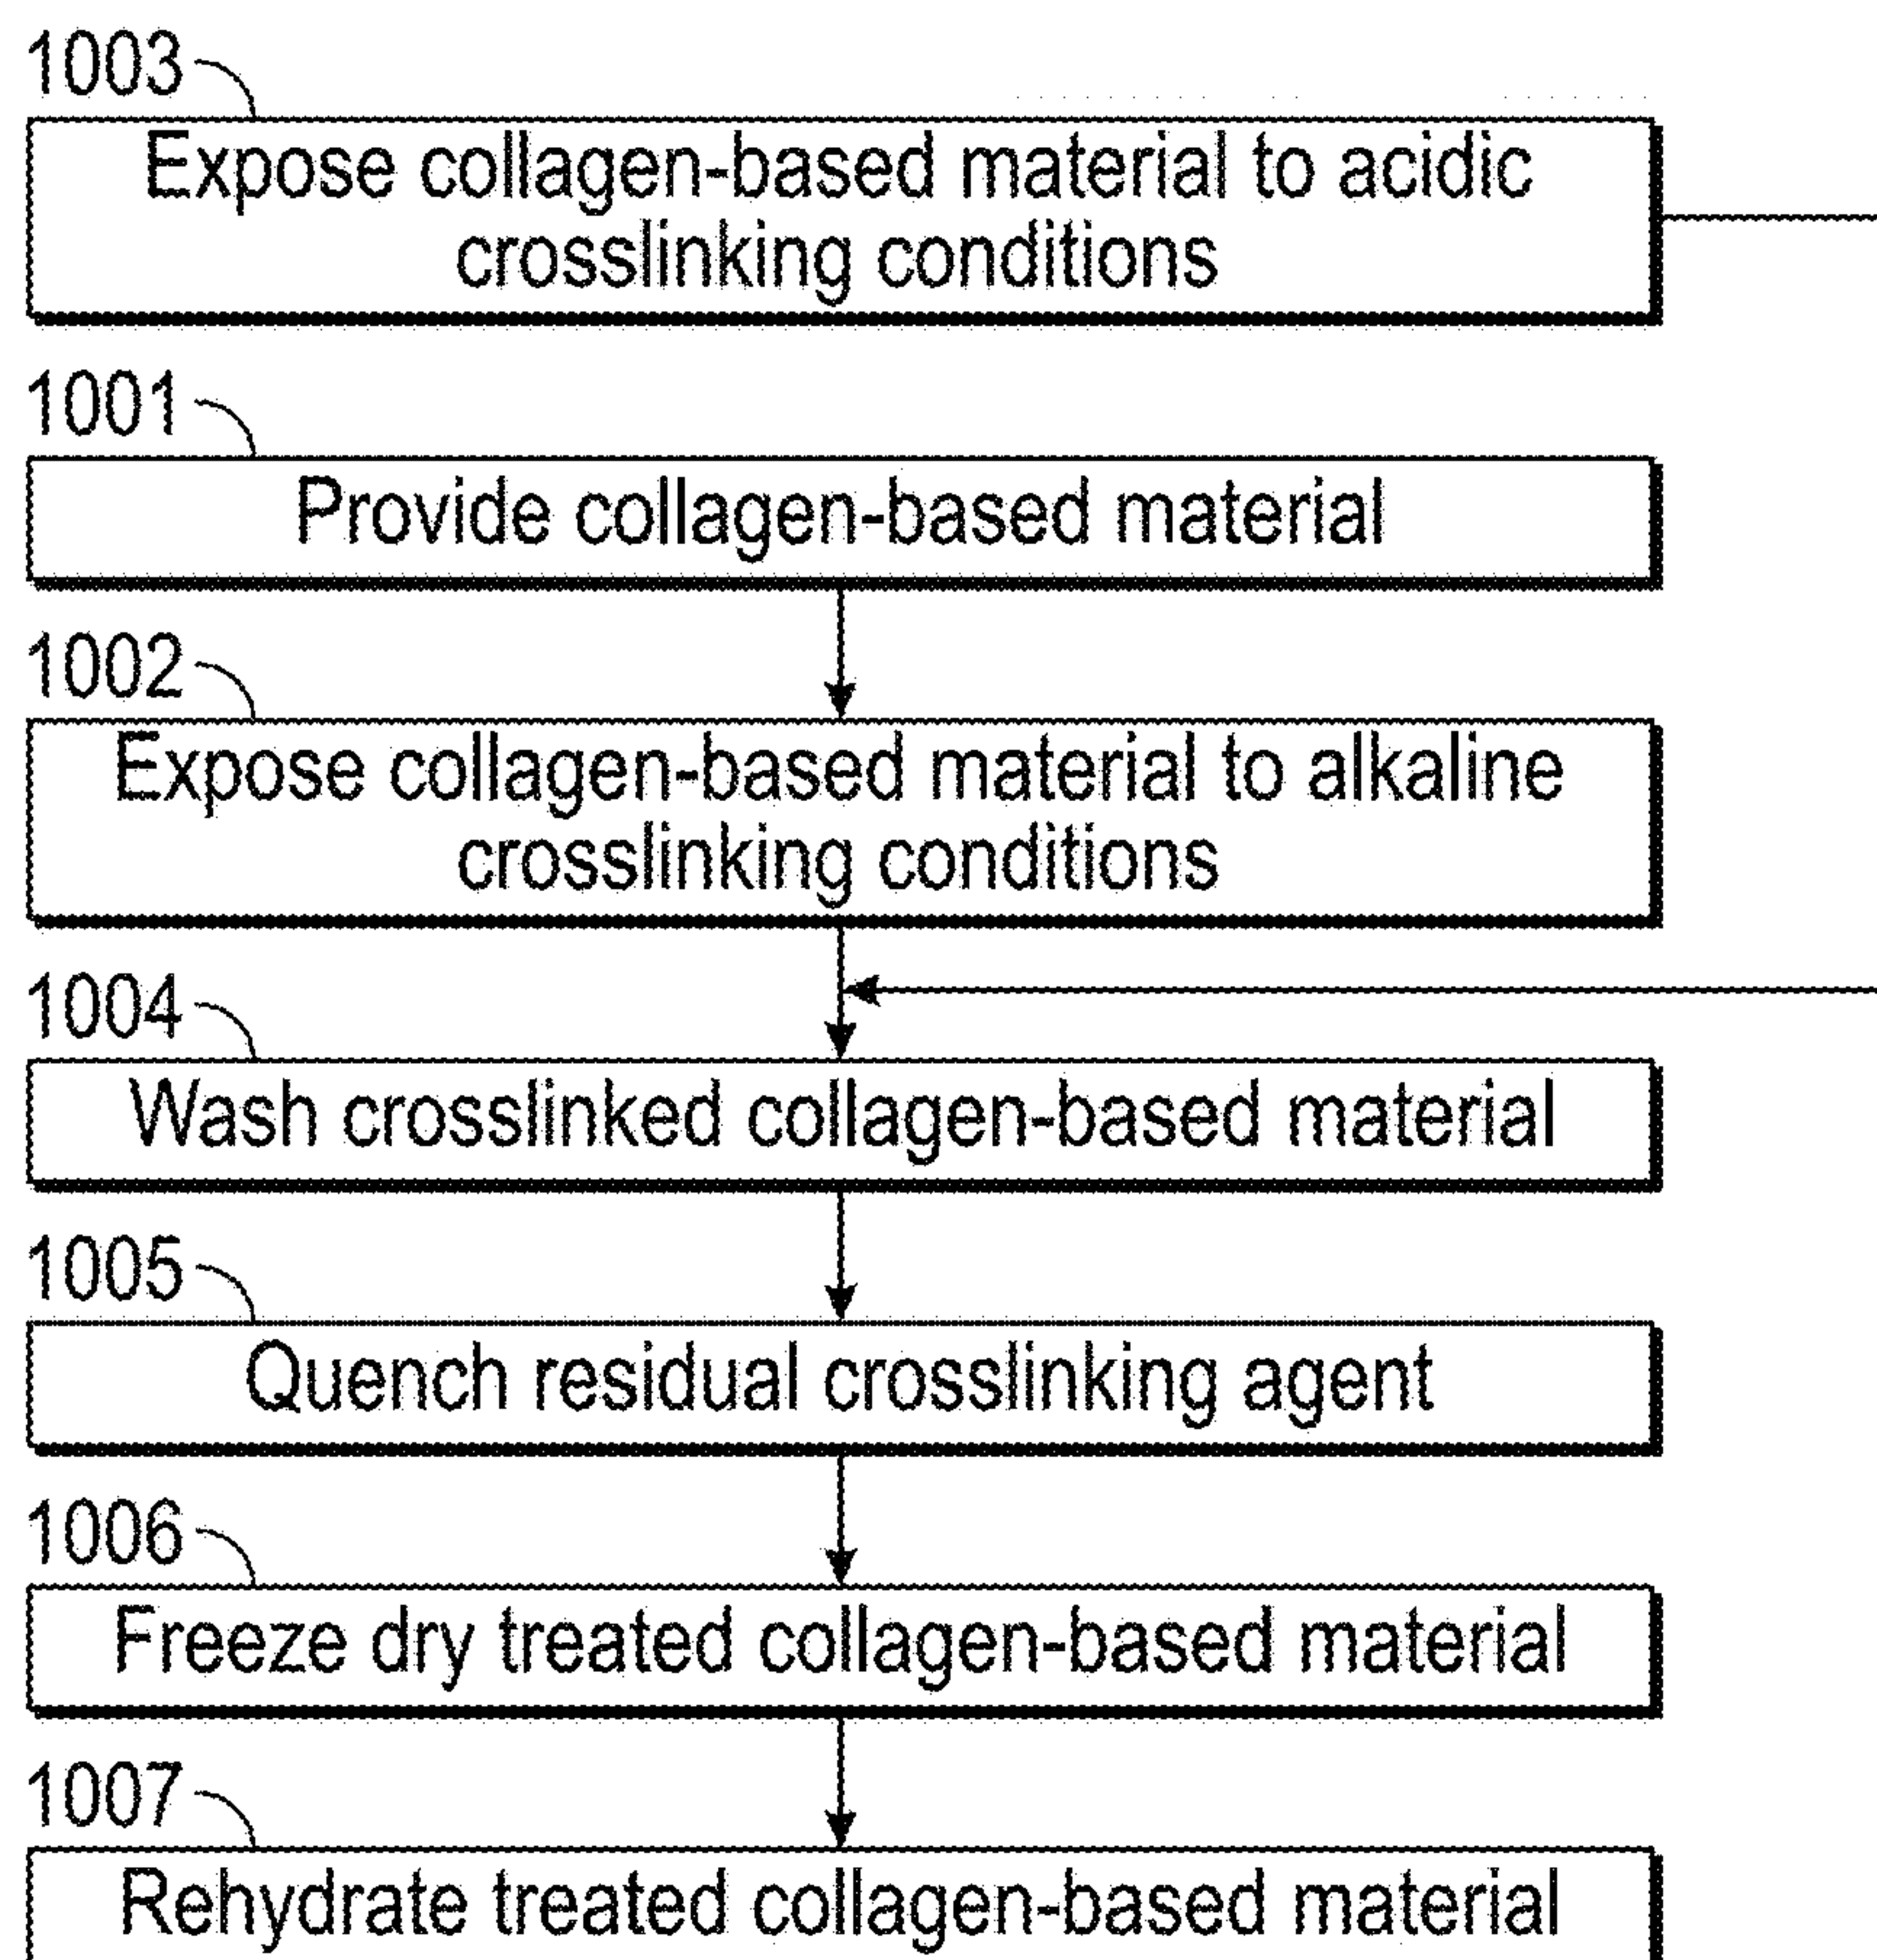 1003
Expose collagen-based material to acidic
crosslinking conditions
1001
Provide collagen-based material
1002
Expose collagen-based material to alkaline
crosslinking conditions
1004
Wash crosslinked collagen-based material
1005
Quench residual crosslinking agent
1006
Freeze dry treated collagen-based material
1007
Rehydrate treated collagen-based material